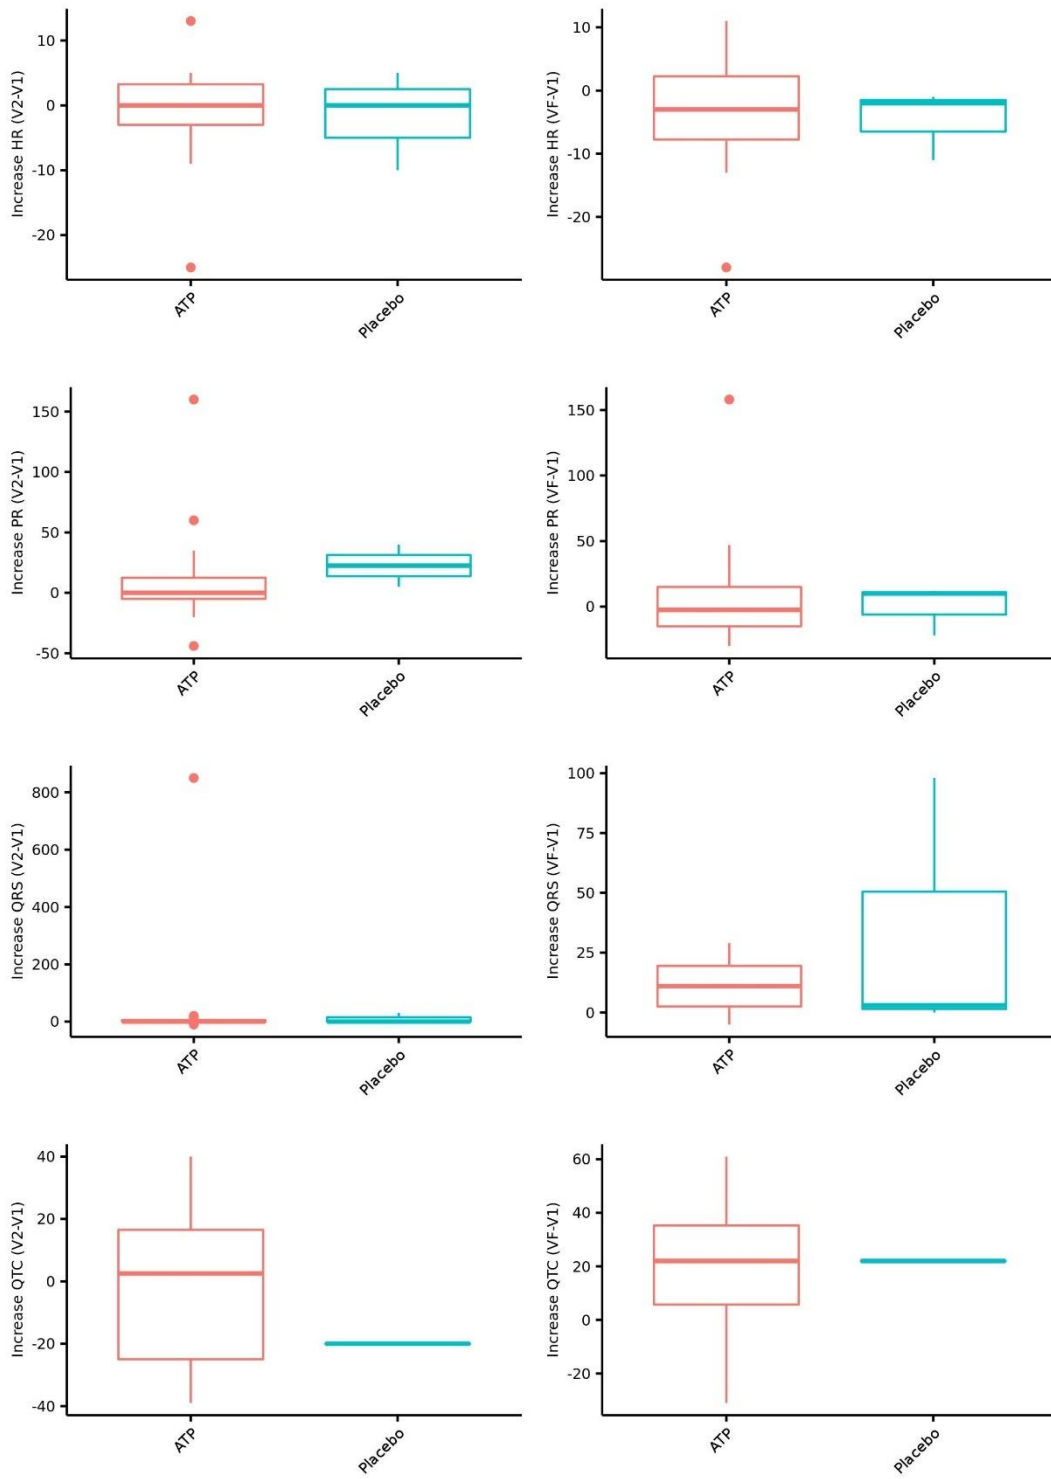 Increase HR (V2-V1)
10
0
-10
-20
ATP
Placebo
Increase HR (VF-V1)
10
0
-10
-20
ATP
Placebo
Increase PR (V2-V1)
150
100
50
0
-50
ATP
Placebo
Increase PR (VF-V1)
150
100
50
0
ATP
Placebo
Increase QRS (V2-V1)
800
600
400
200
0
ATP
Placebo
Increase QRS (VF-V1)
100
75
50
25
0
ATP
Placebo
Increase QTC (V2-V1)
40
20
0
-20
-40
ATP
Placebo
Increase QTC (VF-V1)
60
40
20
0
-20
ATP
Placebo